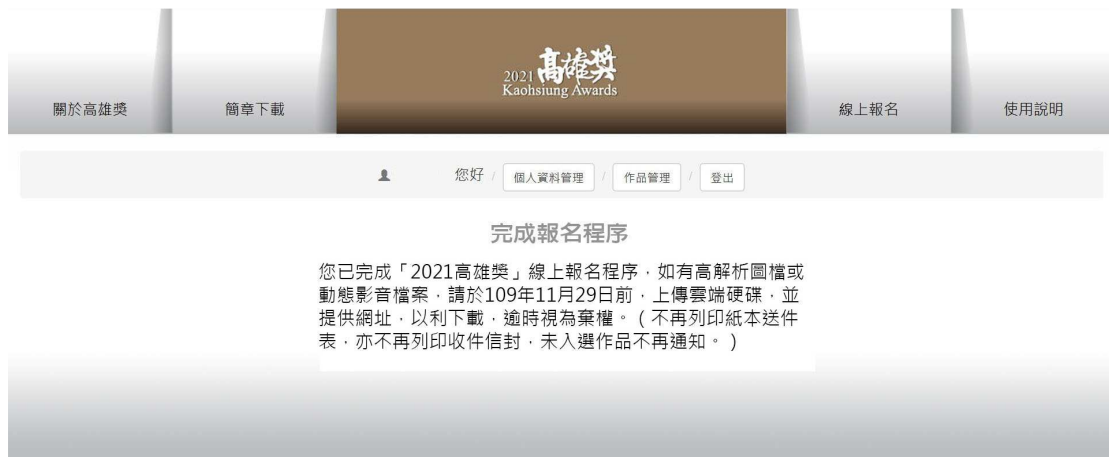 關於高雄獎
簡章下載
2021 高雄獎
Kaohsiung Awards
線上報名
使用說明
您好 / 個人資料管理 / 作品管理 / 登出
完成報名程序
您已完成「2021高雄獎」線上報名程序，如有高解析圖檔或
動態影音檔案，請於109年11月29日前，上傳雲端硬碟，並
提供網址，以利下載，逾時視為棄權。（不再列印紙本送件
表，亦不再列印收件信封，未入選作品不再通知。）